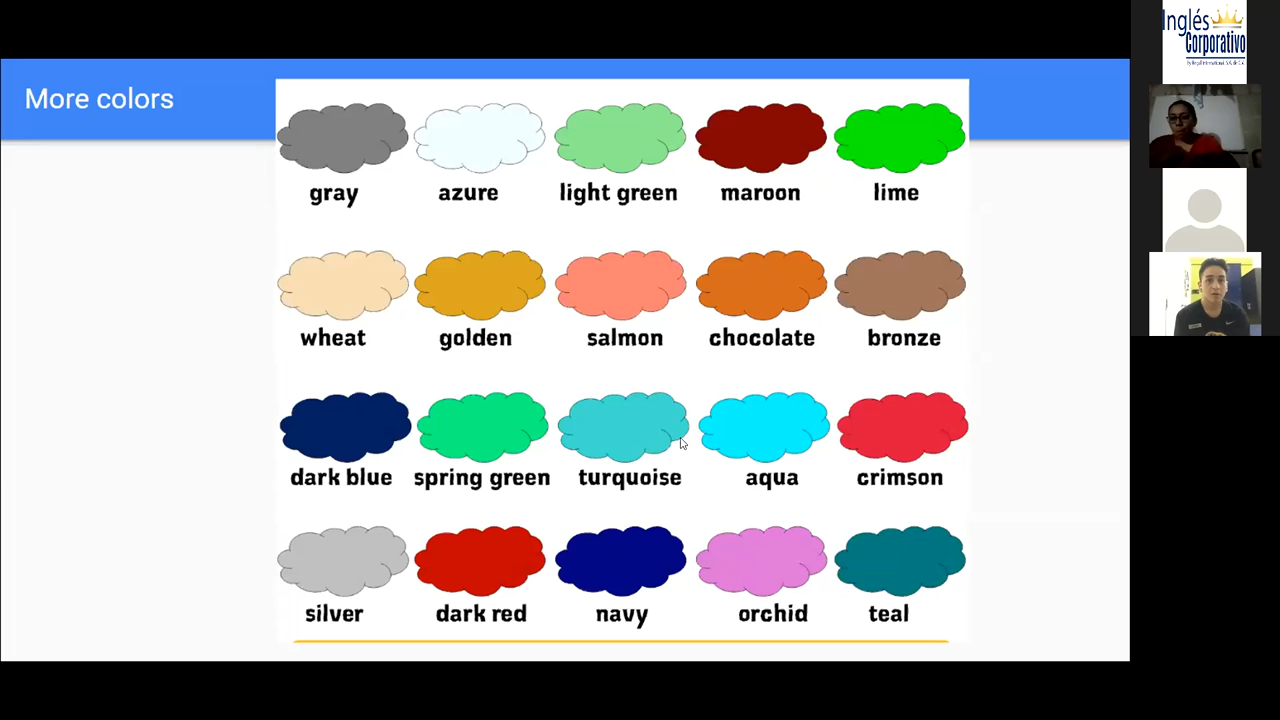 More colors
gray azure light green maroon lime
wheat golden salmon chocolate bronze
dark blue spring green turquoise aqua crimson
silver dark red navy orchid teal
Inglés
Corporativo